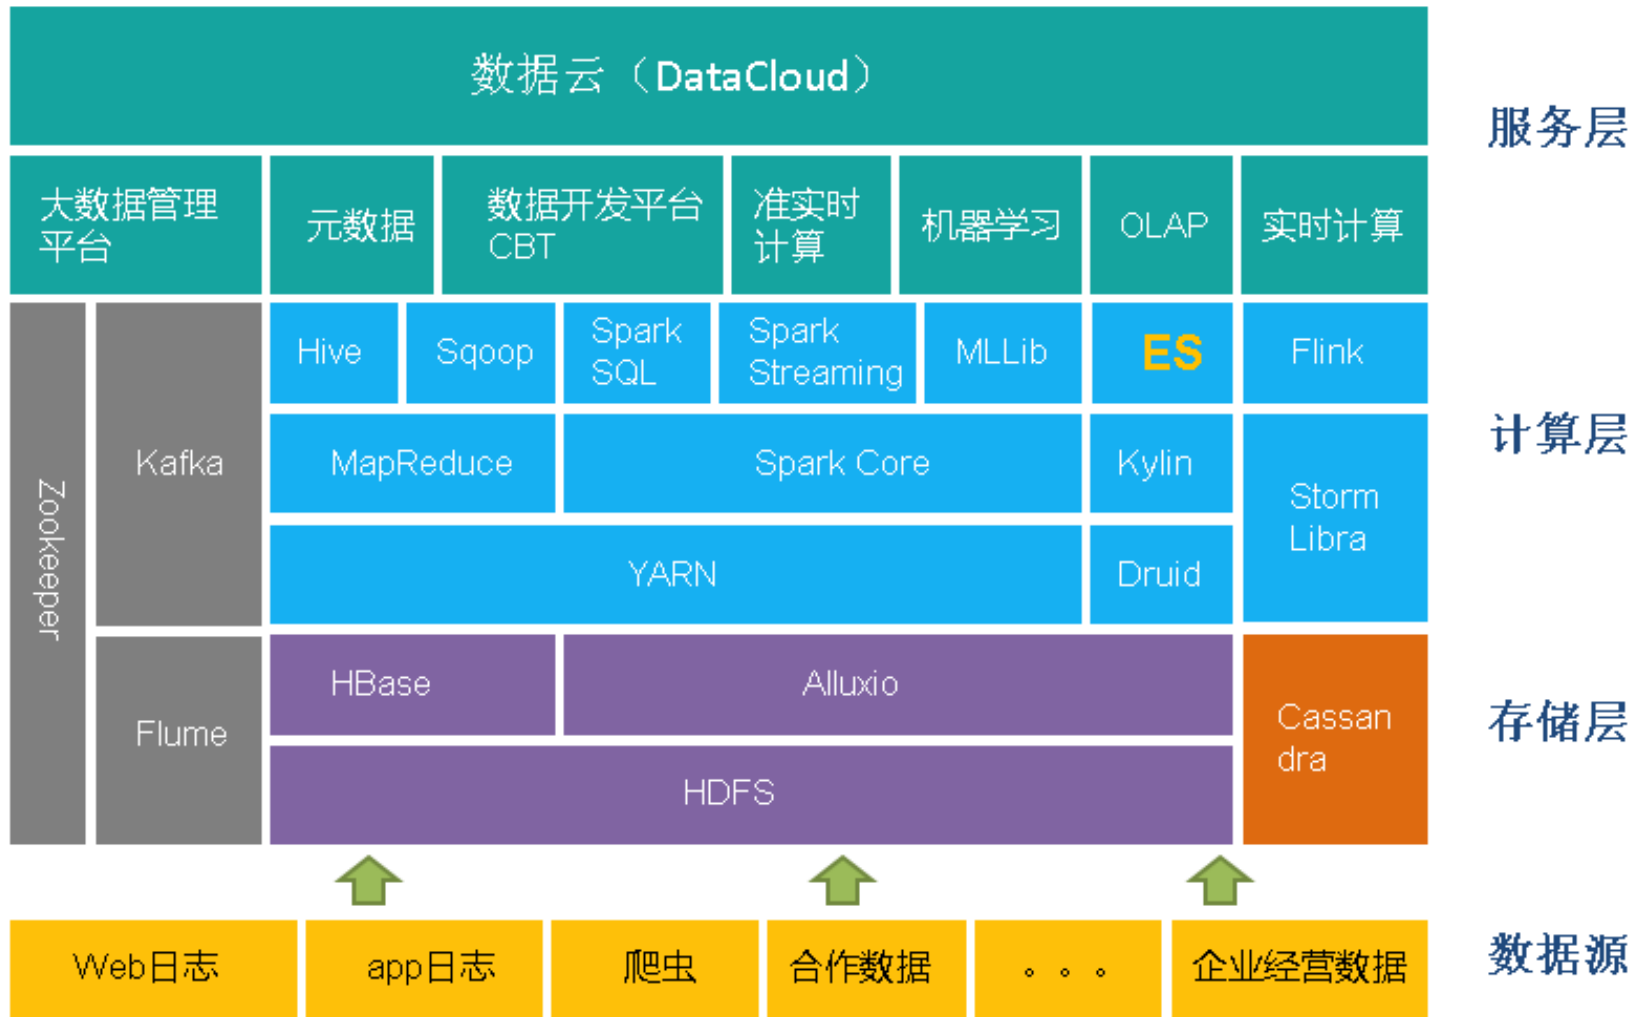 数据云（DataCloud）
服务层
大数据管理
平台
元数据
数据开发平台
CBT
准实时
计算
机器学习
OLAP
实时计算
Zookeeper
Kafka
Hive
Sqoop
Spark
SQL
Spark
Streaming
MLLib
ES
Flink
计算层
MapReduce
Spark Core
Kylin
Storm
Libra
YARN
Druid
Flume
HBase
Alluxio
Cassan
dra
存储层
HDFS
Web日志
app日志
爬虫
合作数据
。。。
企业经营数据
数据源